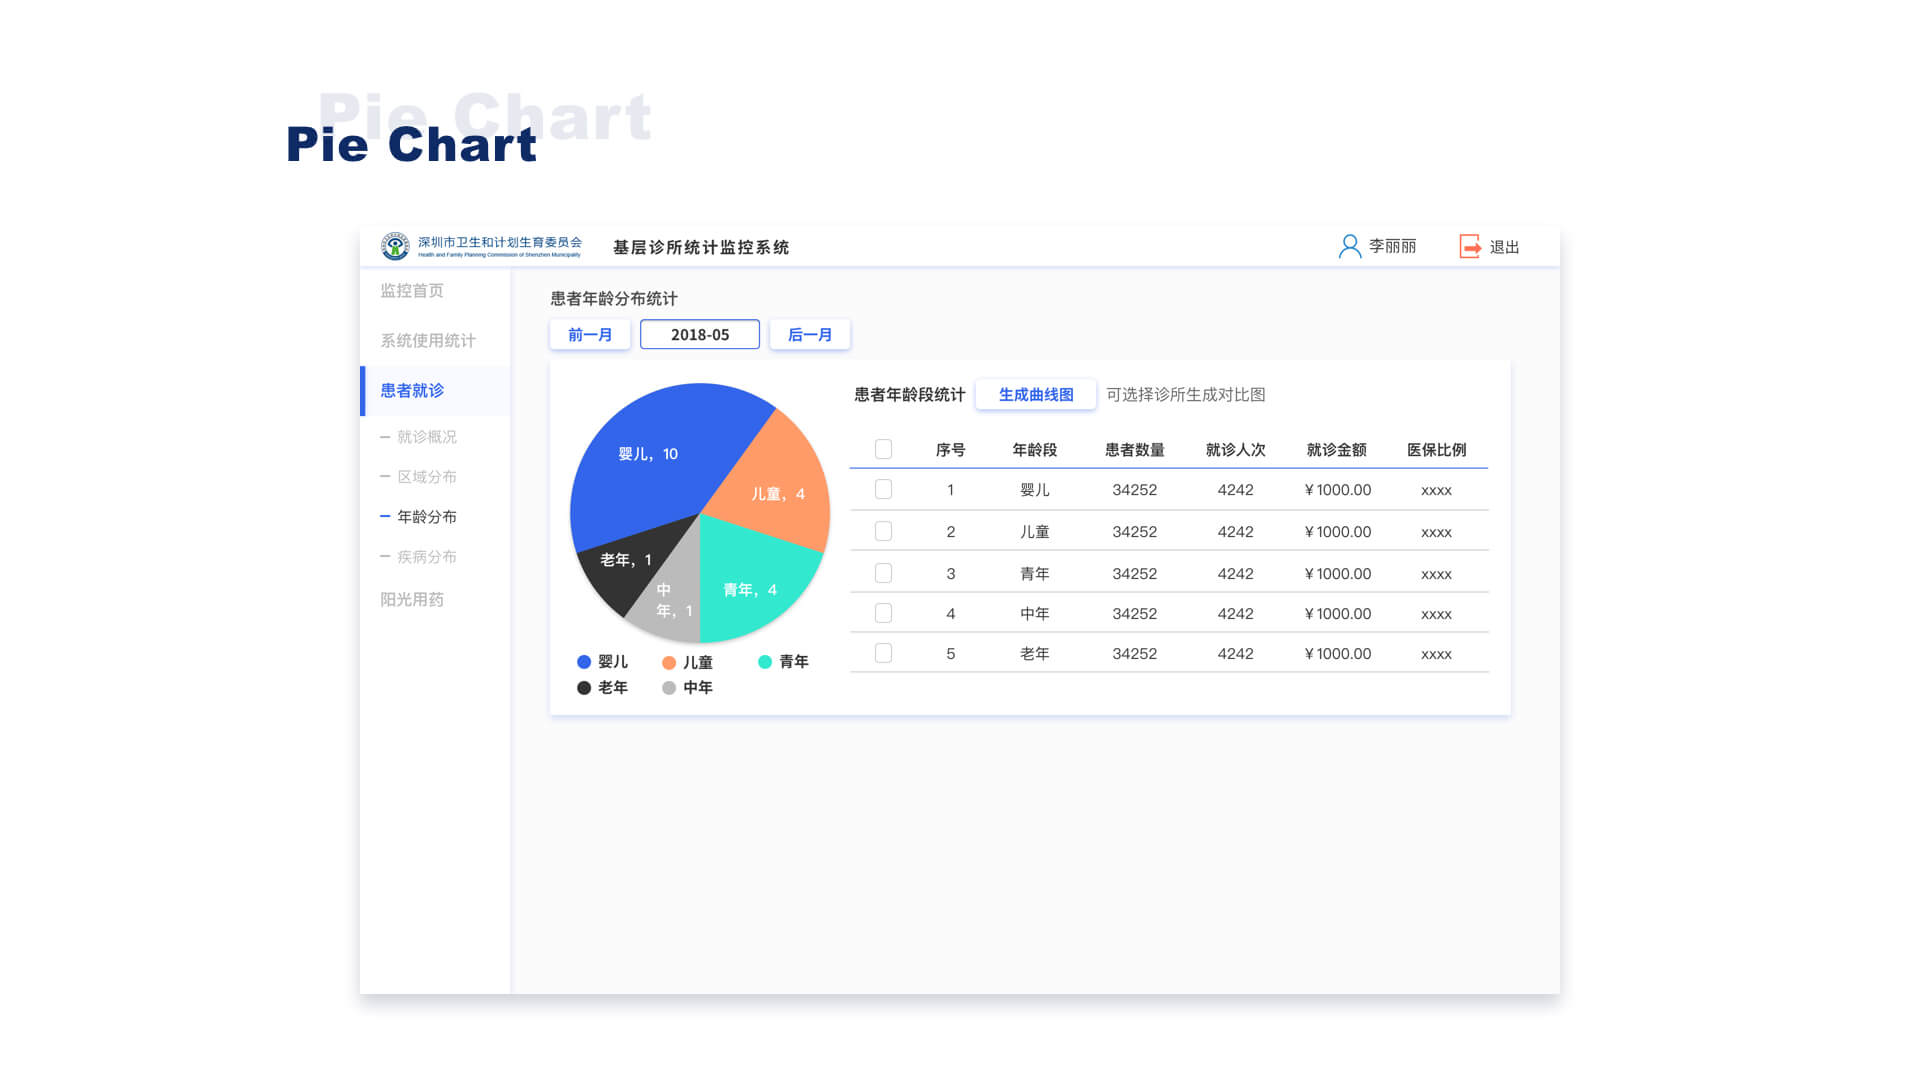 Pie Chart
Pie Chart
深圳市卫生和计划生育委员会
Health and Family Planning Commission of Shenzhen Municipality
基层诊所统计监控系统
李丽丽
退出
监控首页
系统使用统计
患者就诊
就诊概况
区域分布
年龄分布
疾病分布
阳光用药
患者年龄分布统计
前一月 2018-05 后一月
婴儿，10
儿童，4
老年，1
中
年，1
青年，4
婴儿 儿童 青年
老年 中年
患者年龄段统计 生成曲线图 可选择诊所生成对比图
序号 年龄段 患者数量 就诊人次 就诊金额 医保比例
1 婴儿 34252 4242 ¥1000.00 xxxx
2 儿童 34252 4242 ¥1000.00 xxxx
3 青年 34252 4242 ¥1000.00 xxxx
4 中年 34252 4242 ¥1000.00 xxxx
5 老年 34252 4242 ¥1000.00 xxxx